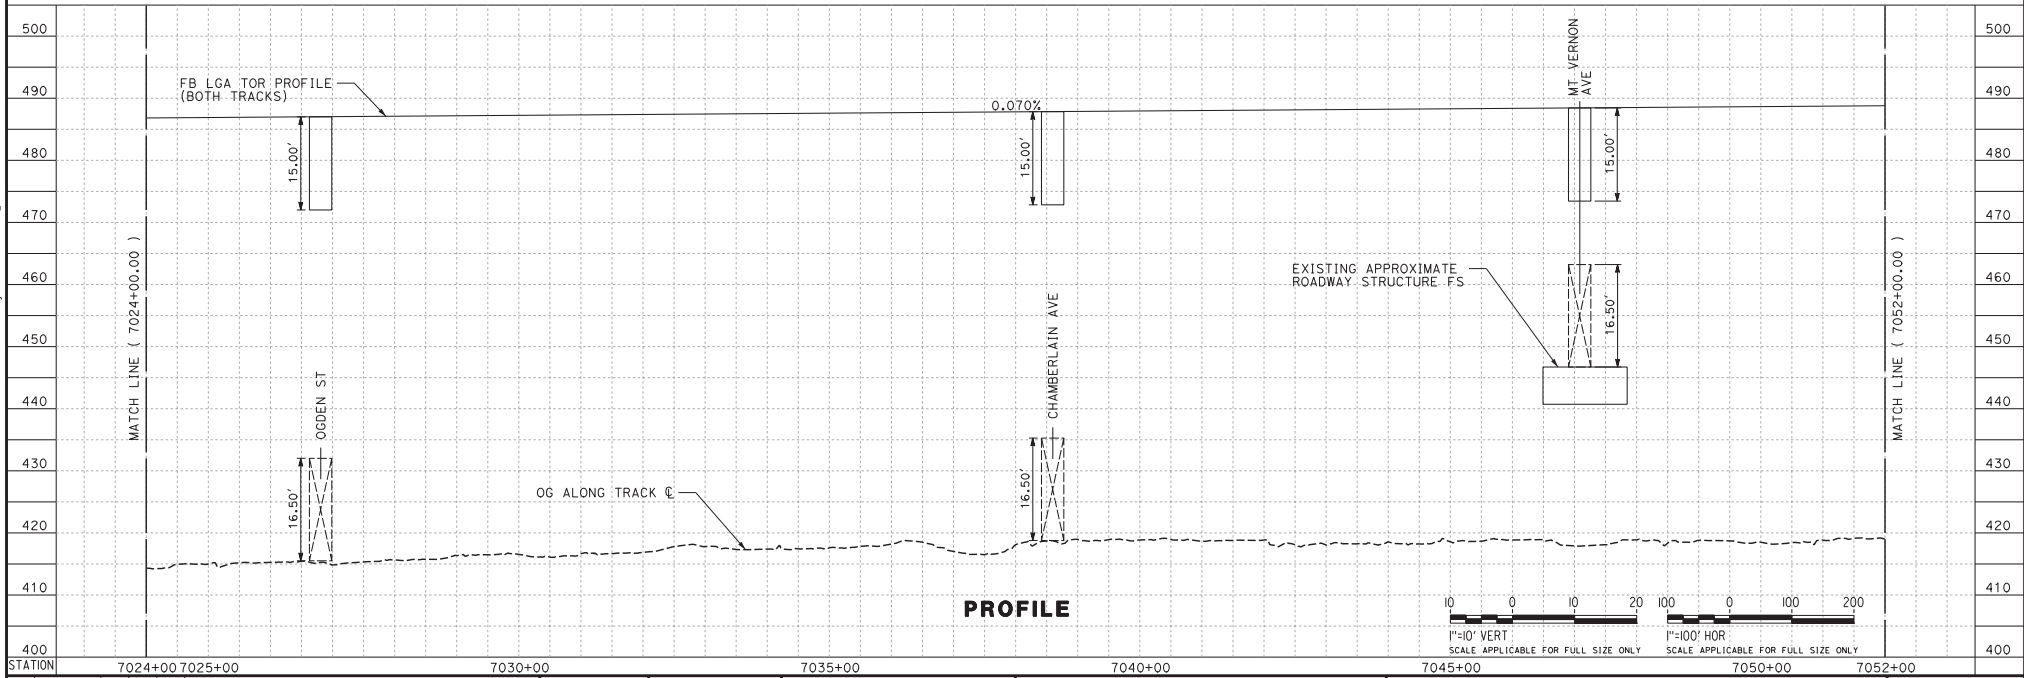 500
490
480
470
460
450
440
430
420
410
400
STATION
MATCH LINE ( 7024+00.00 )
FB LGA TOR PROFILE
(BOTH TRACKS)
15.00'
16.50'
OGDEN ST
OG ALONG TRACK ℄
0.070%
15.00'
CHAMBERLAIN AVE
16.50'
MT. VERNON
AVE
15.00'
EXISTING APPROXIMATE
ROADWAY STRUCTURE FS
16.50'
MATCH LINE ( 7052+00.00 )
500
490
480
470
460
450
440
430
420
410
400
PROFILE
10 0 10 20
1"=10' VERT
SCALE APPLICABLE FOR FULL SIZE ONLY
100 0 100 200
1"=100' HOR
SCALE APPLICABLE FOR FULL SIZE ONLY
7024+00 7025+00 7030+00 7035+00 7040+00 7045+00 7050+00 7052+00